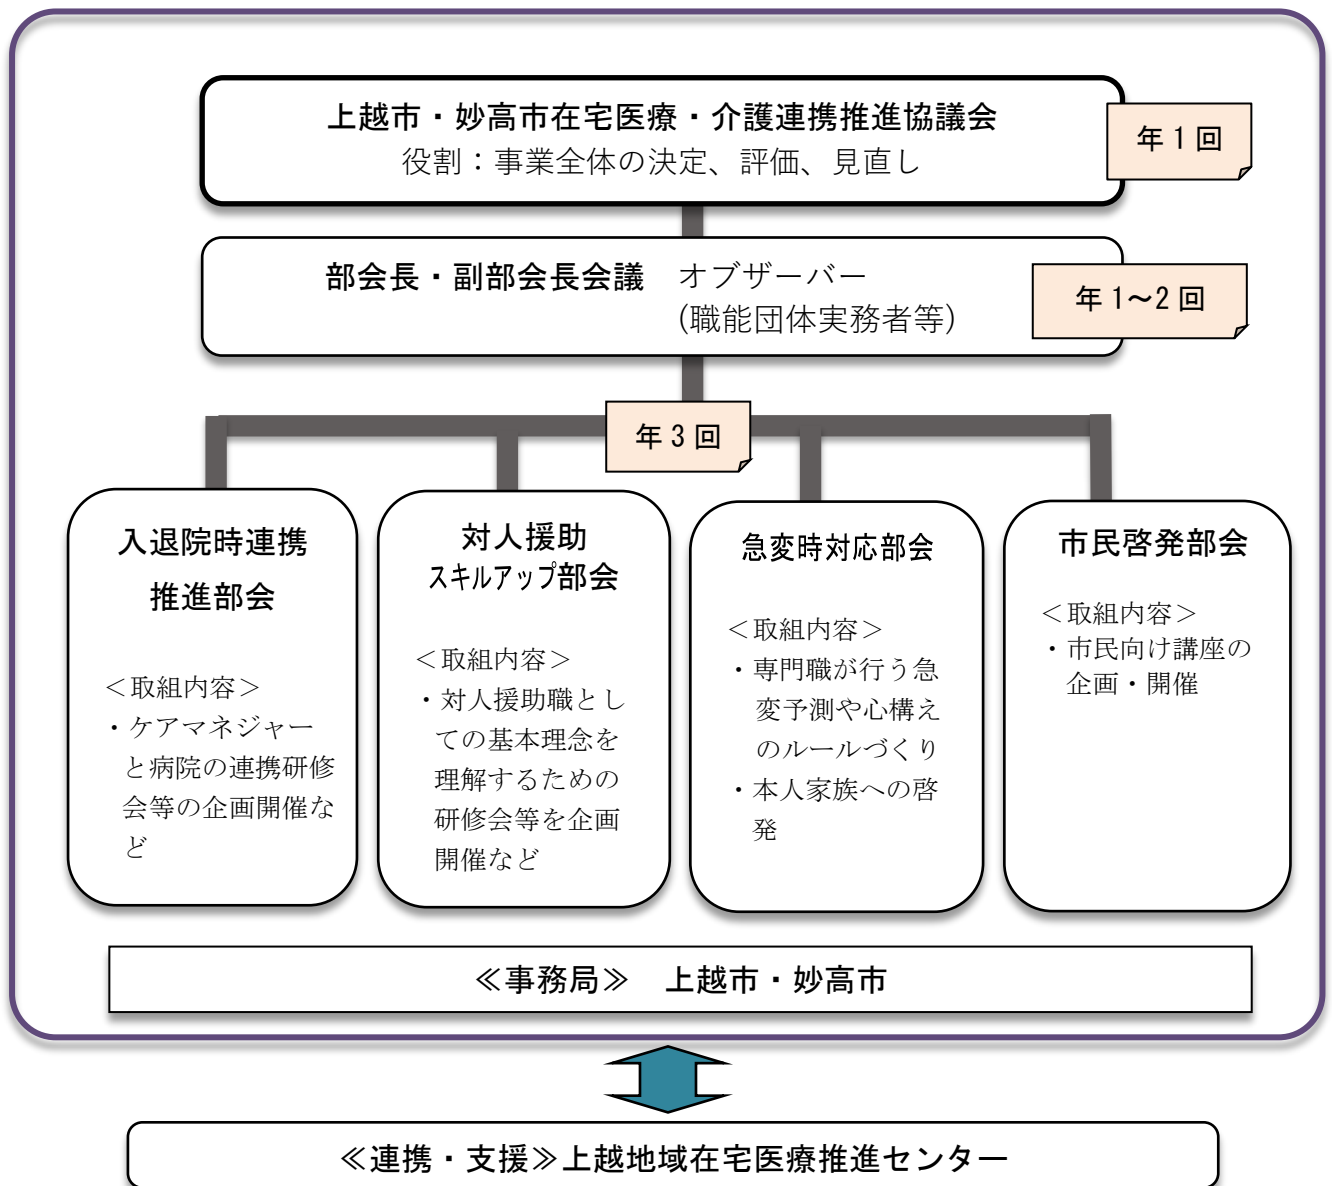 上越市・妙高市在宅医療・介護連携推進協議会
役割：事業全体の決定、評価、見直し
年１回
部会長・副部会長会議　オブザーバー
(職能団体実務者等)
年 1～2 回
年 3 回
入退院時連携
推進部会
＜取組内容＞
・ケアマネジャー
と病院の連携研修
会等の企画開催な
ど
対人援助
スキルアップ部会
＜取組内容＞
・対人援助職とし
ての基本理念を
理解するための
研修会等を企画
開催など
急変時対応部会
＜取組内容＞
・専門職が行う急
変予測や心構え
のルールづくり
・本人家族への啓
発
市民啓発部会
＜取組内容＞
・市民向け講座の
企画・開催
≪事務局≫　上越市・妙高市
≪連携・支援≫上越地域在宅医療推進センター